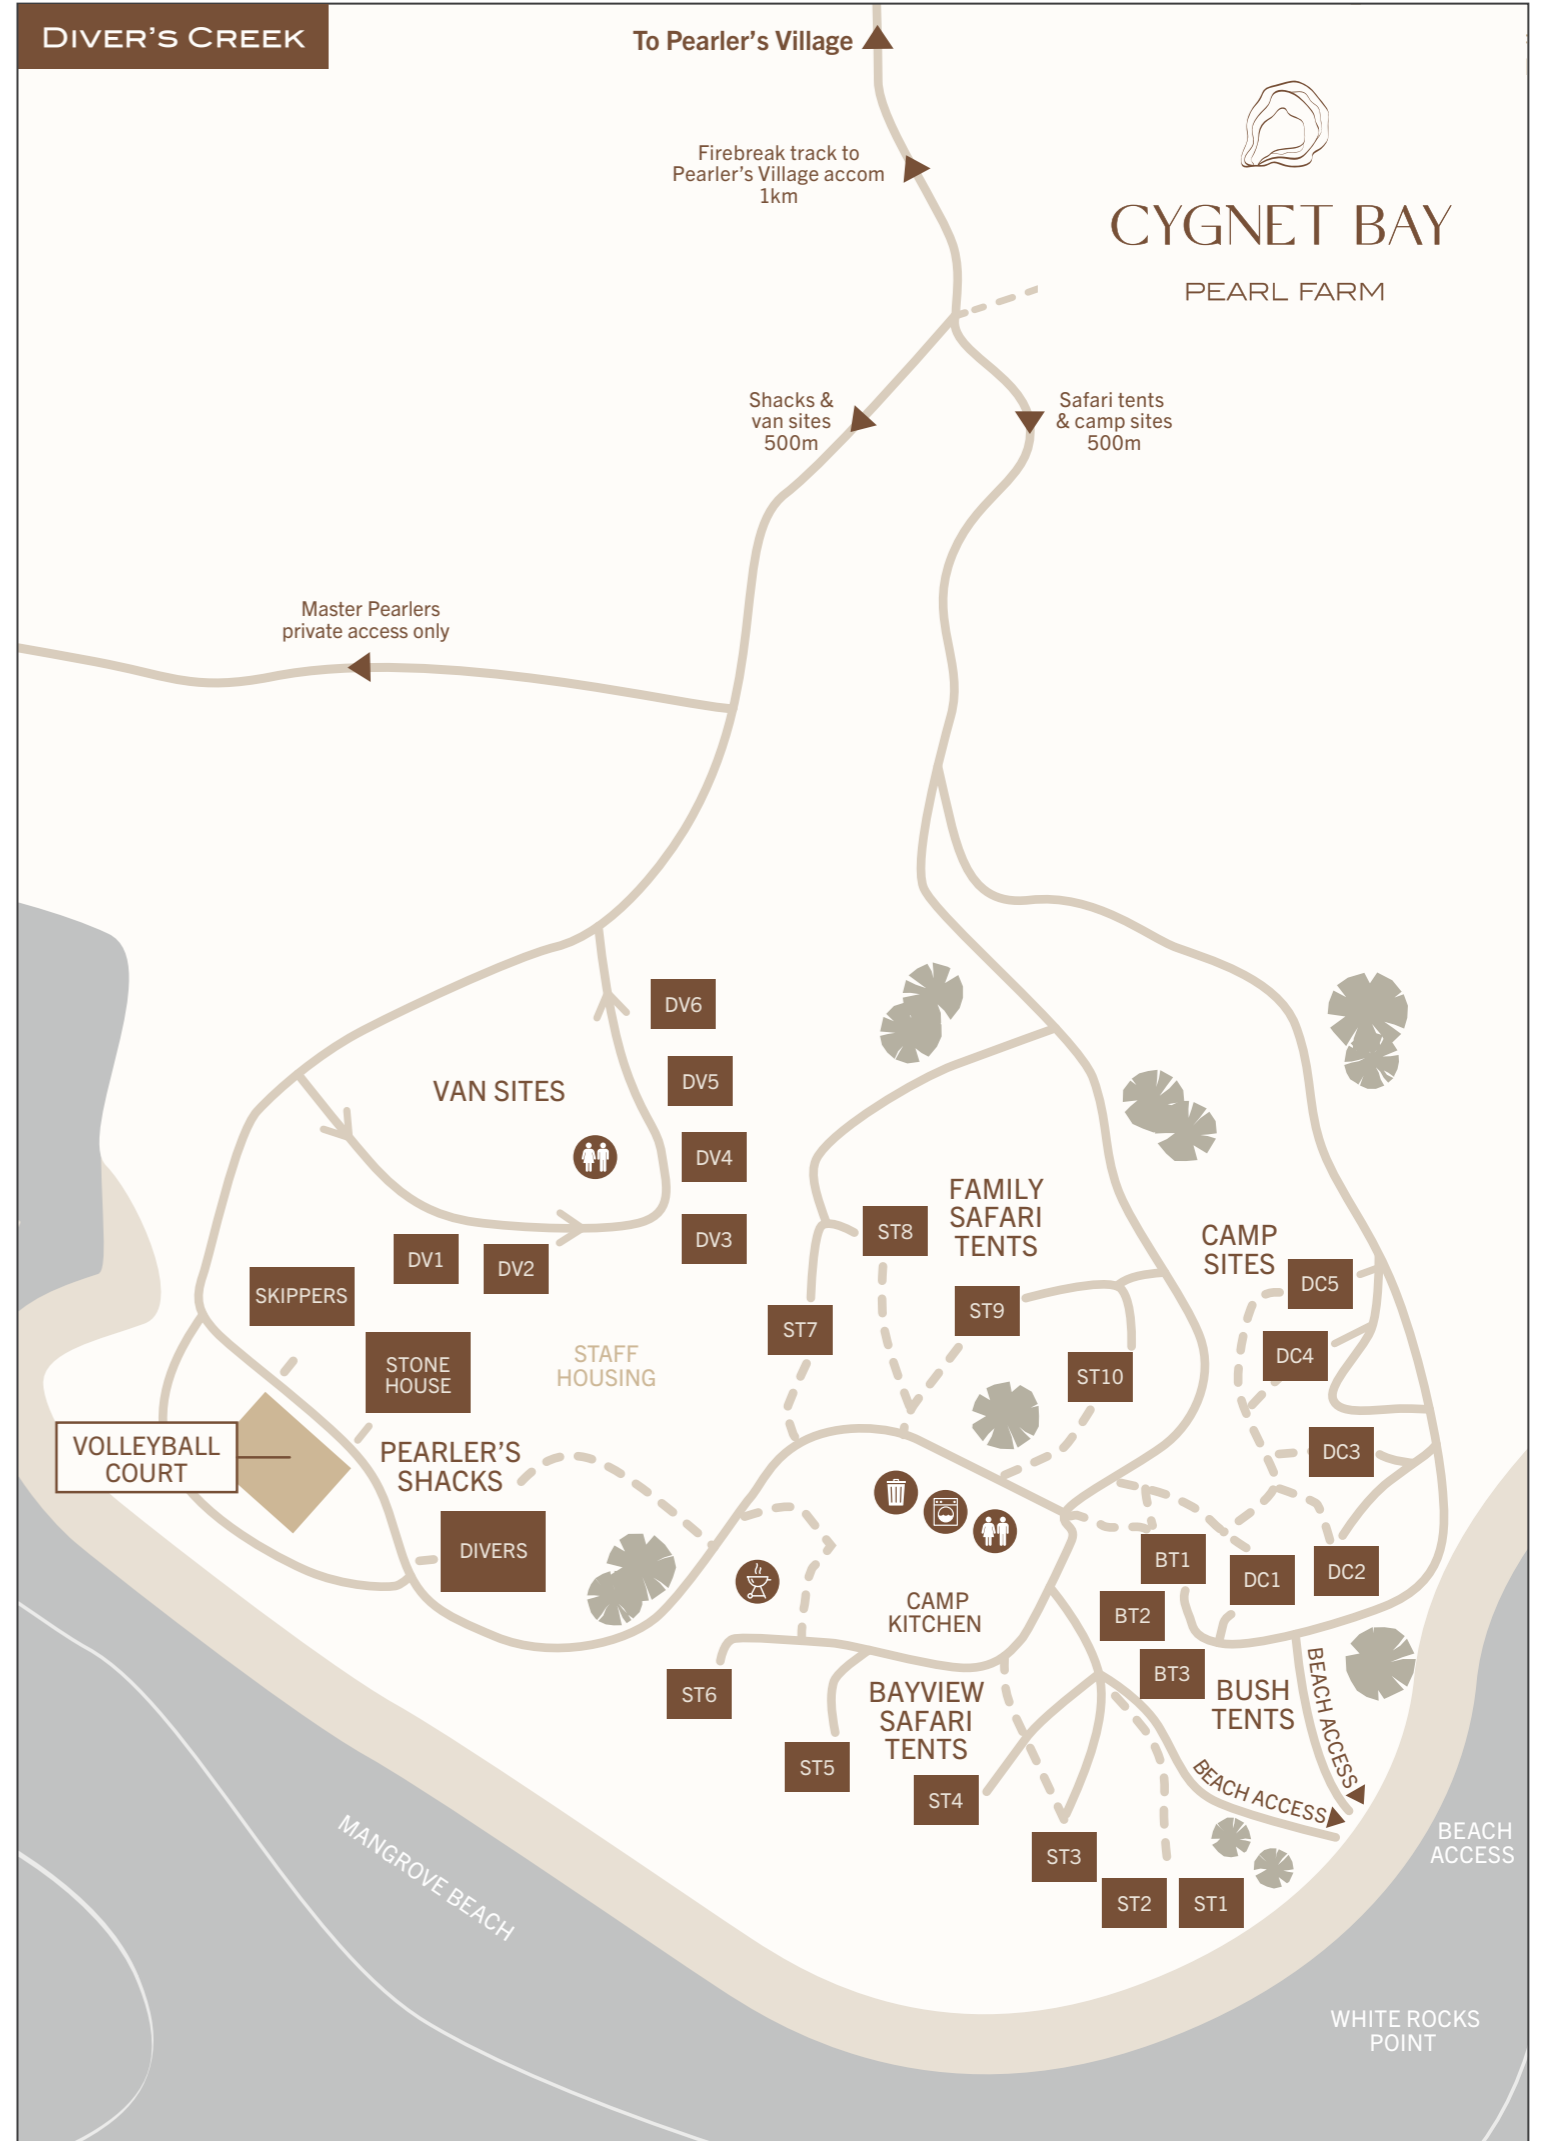 DIVER'S CREEK
To Pearler's Village
Firebreak track to
Pearler's Village accom
1km
CYGNET BAY
PEARL FARM
Shacks &
van sites
500m
Safari tents
& camp sites
500m
Master Pearlers
private access only
DV6
DV5
VAN SITES
DV4
DV3
DV1
DV2
FAMILY
SAFARI
TENTS
ST8
CAMP
SITES
DC5
SKIPPERS
ST9
ST7
STONE
HOUSE
STAFF
HOUSING
DC4
ST10
VOLLEYBALL
COURT
PEARLER'S
SHACKS
DC3
DIVERS
BT1
DC1
DC2
CAMP
KITCHEN
BT2
BT3
BUSH
TENTS
BEACH ACCESS
ST6
BAYVIEW
SAFARI
TENTS
ST5
ST4
BEACH ACCESS
BEACH
ACCESS
ST3
ST2
ST1
MANGROVE BEACH
WHITE ROCKS
POINT